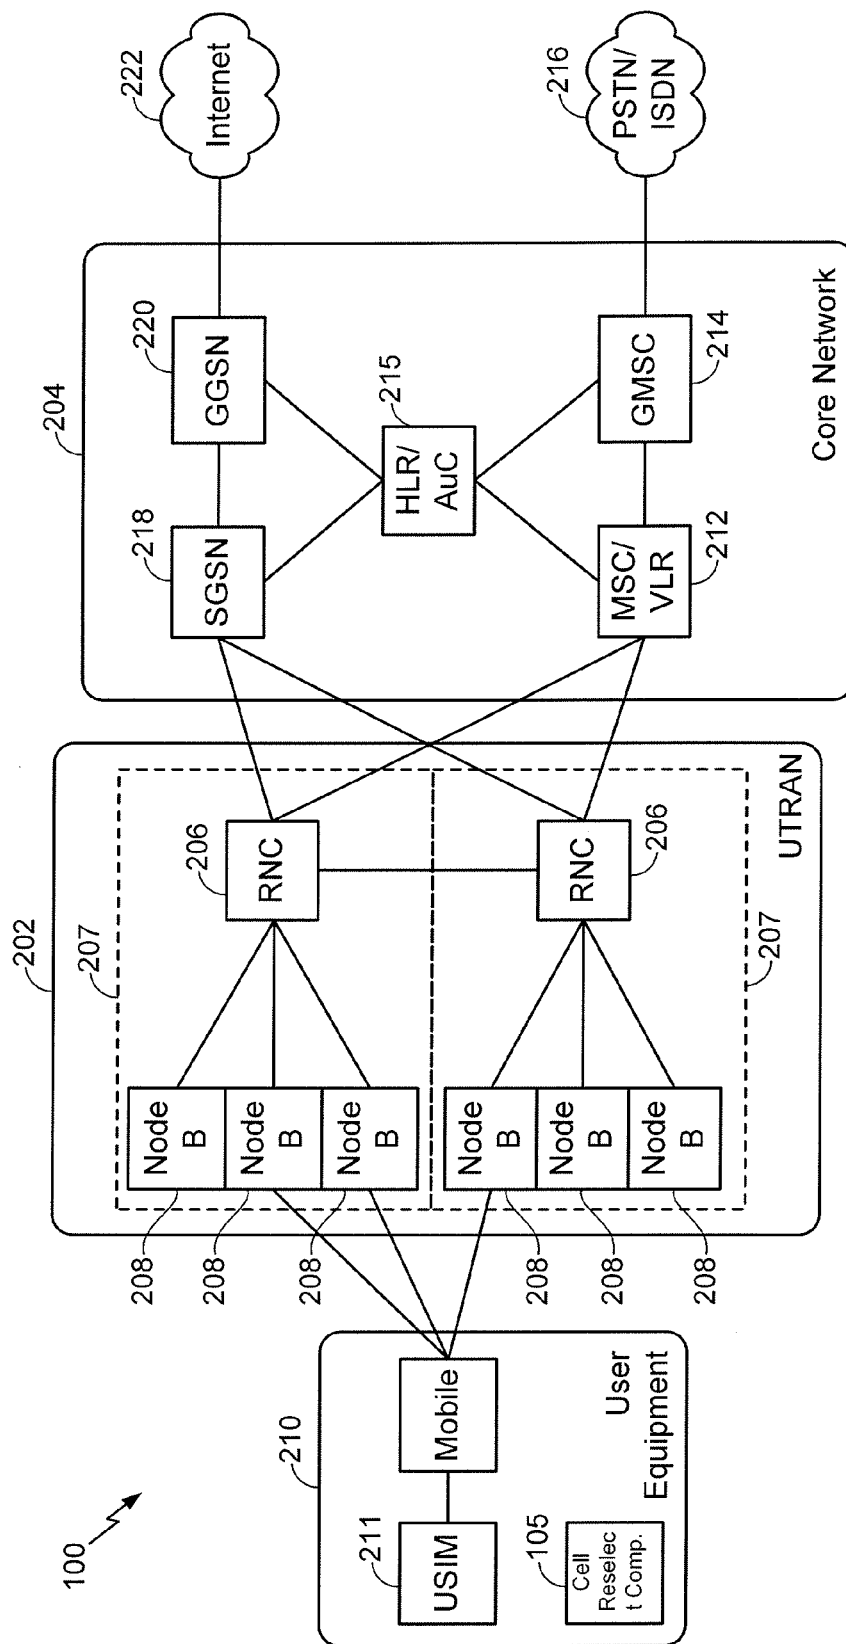 100
210
User
Equipment
211
USIM
Mobile
105
Cell
Reselec
t Comp.
202
UTRAN
207
208
Node
B
208
Node
B
208
Node
B
206
RNC
208
Node
B
208
Node
B
208
Node
B
206
RNC
207
204
Core Network
218
SGSN
220
GGSN
215
HLR/
AuC
MSC/
VLR
212
GMSC
214
222
Internet
216
PSTN/
ISDN